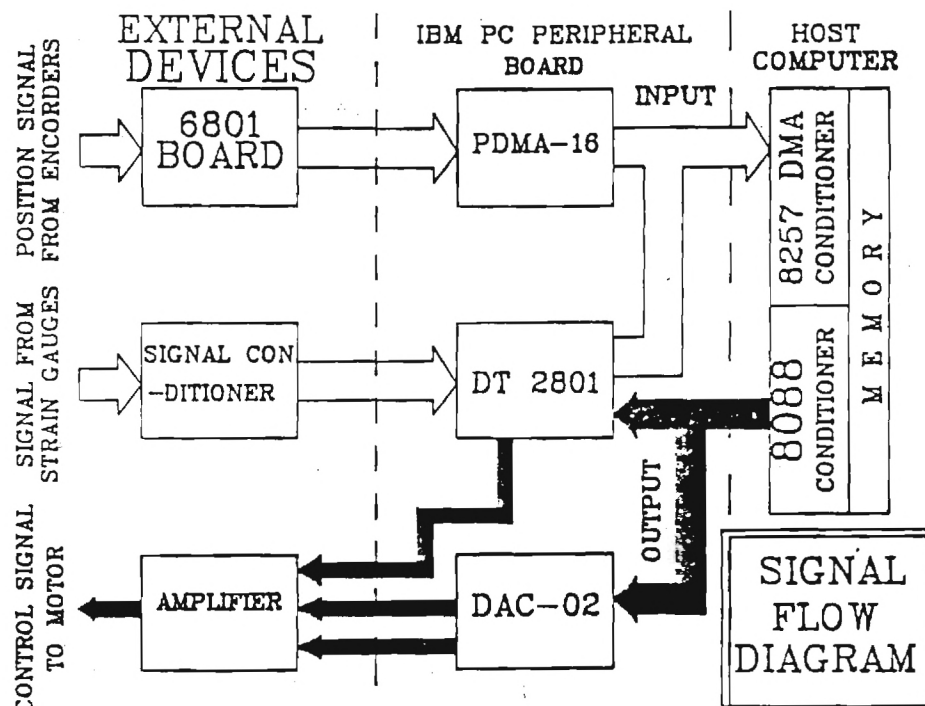 EXTERNAL
DEVICES
IBM PC PERIPHERAL
BOARD
HOST
COMPUTER
POSITION SIGNAL
FROM ENCORDERS
6801
BOARD
PDMA-16
INPUT
8257 DMA
CONDITIONER
MEMORY
SIGNAL FROM
STRAIN GAUGES
SIGNAL CON
-DITIONER
DT 2801
8088
CONDITIONER
OUTPUT
CONTROL SIGNAL
TO MOTOR
AMPLIFIER
DAC-02
SIGNAL
FLOW
DIAGRAM